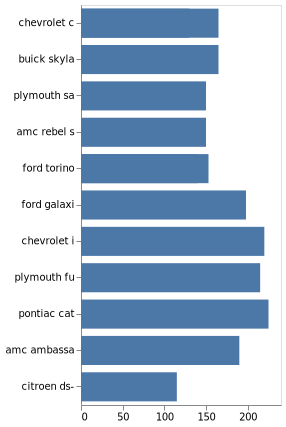 chevrolet c
buick skyla
plymouth sa
amc rebel s
ford torino
ford galaxi
chevrolet i
plymouth fu
pontiac cat
amc ambassa
citroen ds-
0 50 100 150 200